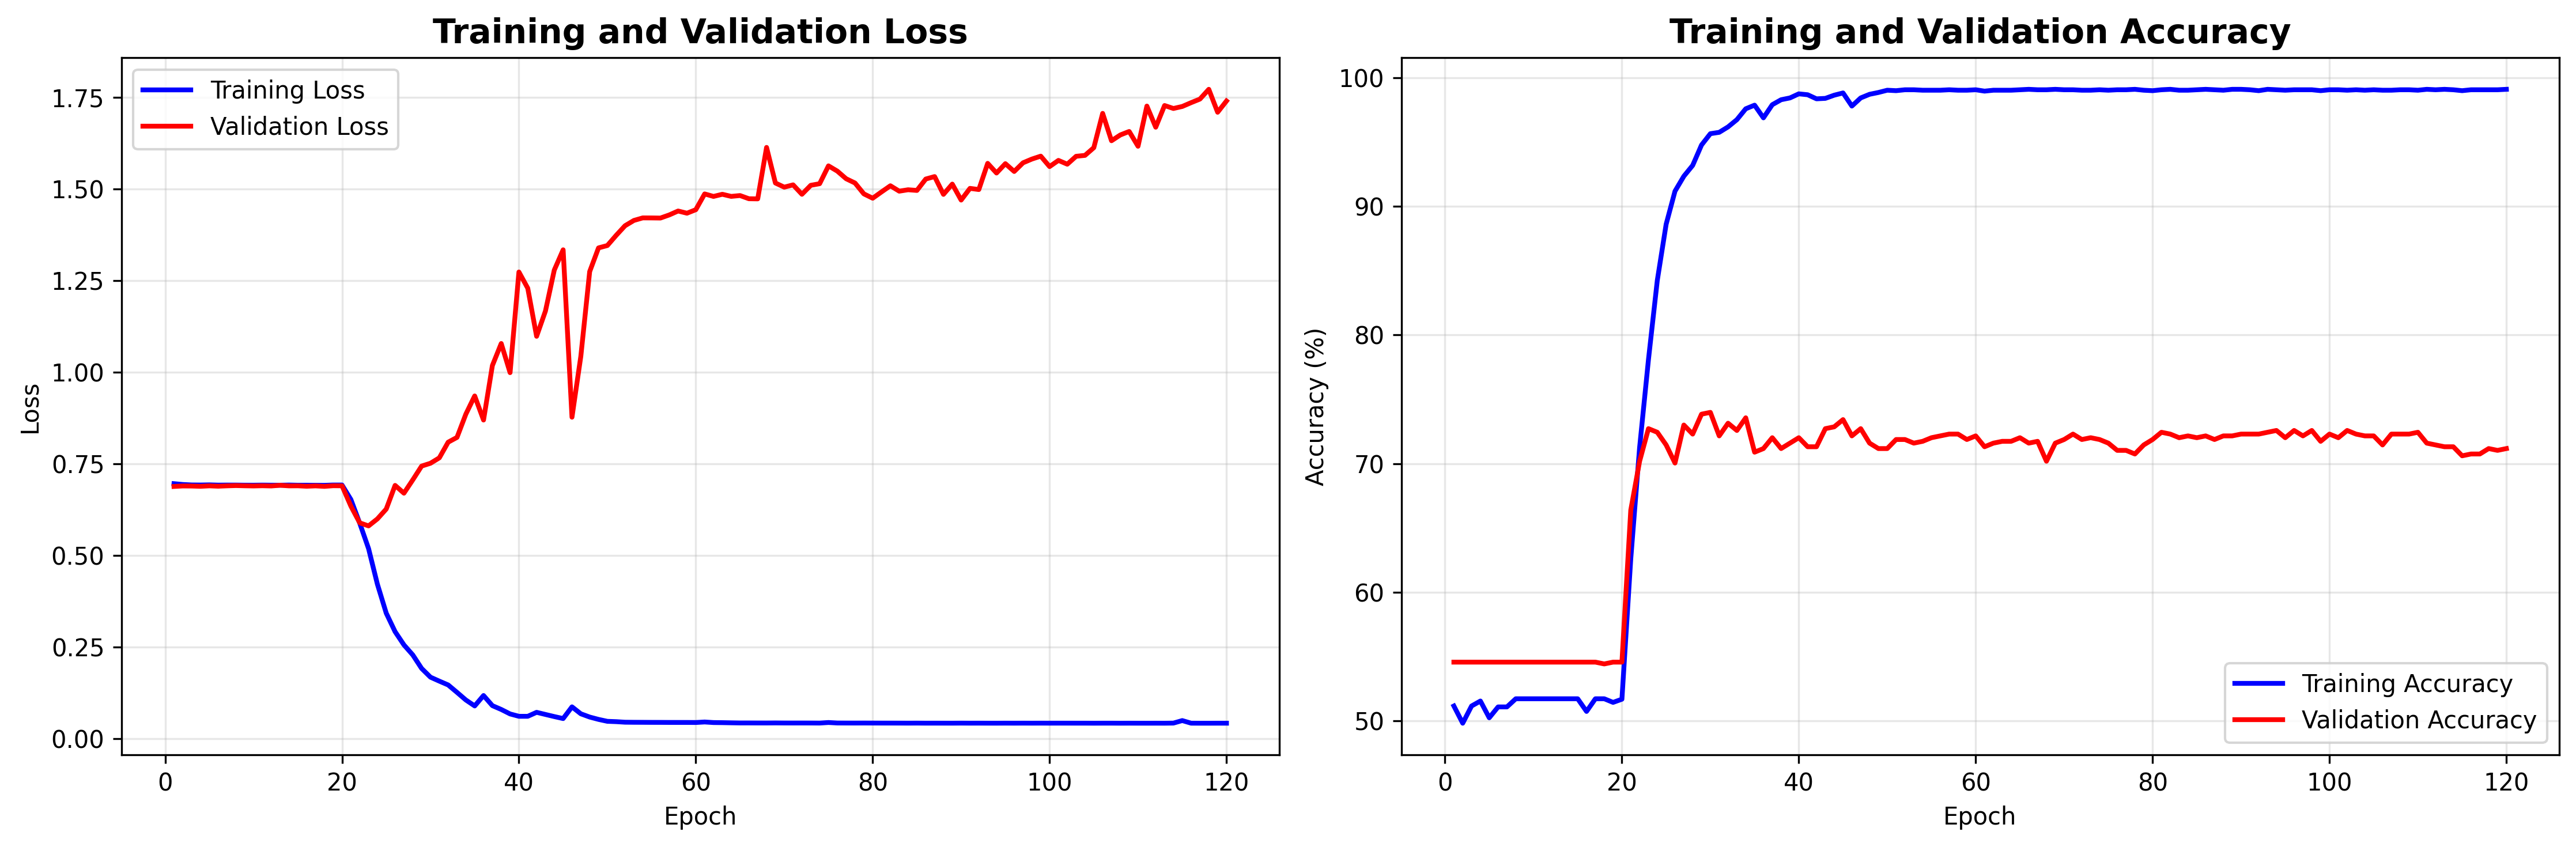 Training and Validation Loss
Training Loss
Validation Loss
1.75
1.50
1.25
1.00
0.75
0.50
0.25
0.00
Loss
0 20 40 60 80 100 120
Epoch
Training and Validation Accuracy
100
90
80
70
60
50
Accuracy (%)
Training Accuracy
Validation Accuracy
0 20 40 60 80 100 120
Epoch